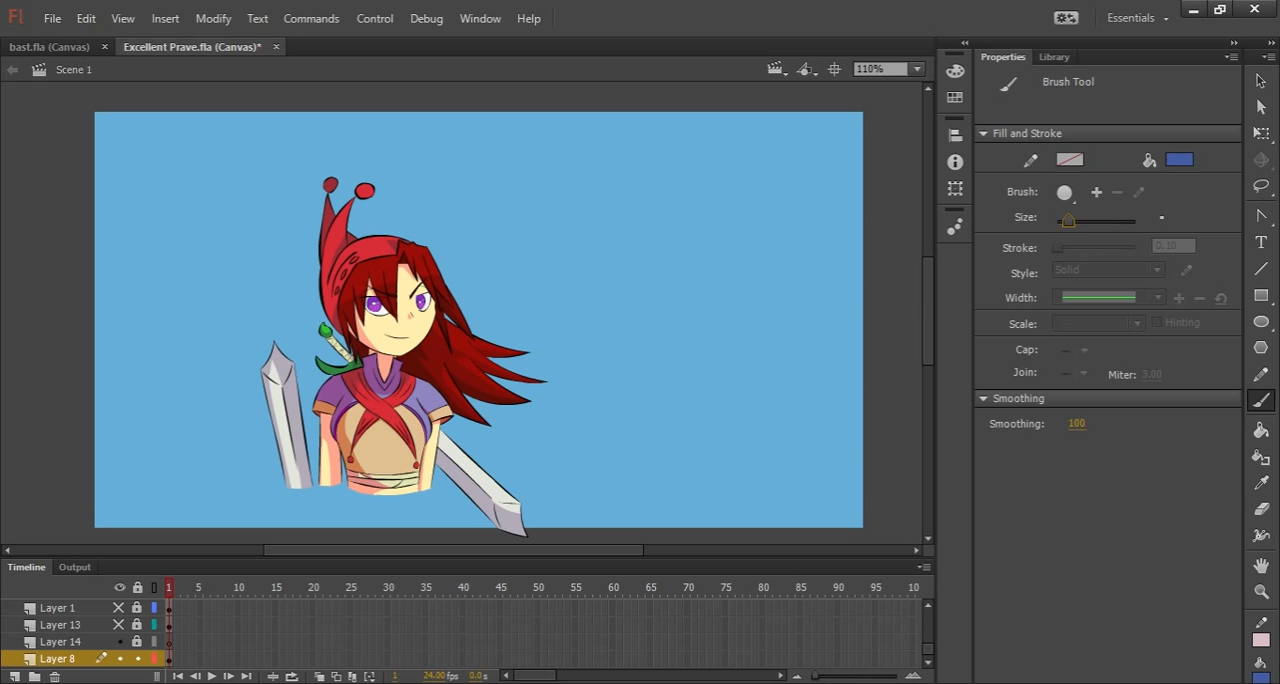 Fl File Edit View Insert Modify Text Commands Control Debug Window Help Essentials
bast.fla (Canvas) × Excellent Prave.fla (Canvas)* ×
Scene 1 110%
Properties Library
Brush Tool
Fill and Stroke
Brush:
Size:
Stroke: 0.10
Style: Solid
Width:
Scale: Hinting
Cap:
Join: Miter: 3.00
Smoothing
Smoothing: 100
Timeline Output
1 5 10 15 20 25 30 35 40 45 50 55 60 65 70 75 80 85 90 95 10
Layer 1
Layer 13
Layer 14
Layer 8
1 24.00 fps 0.0 s